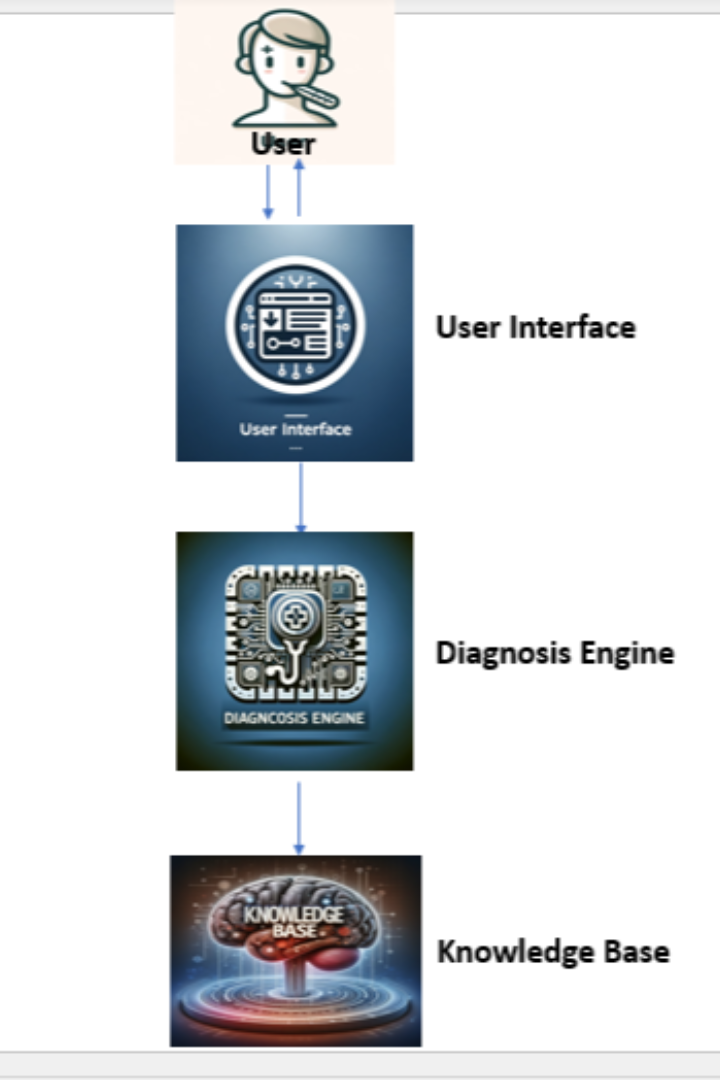 User
User Interface
User Interface
DIAGNCOSIS ENGINE
Diagnosis Engine
KNOWLEDGE
BASE
Knowledge Base